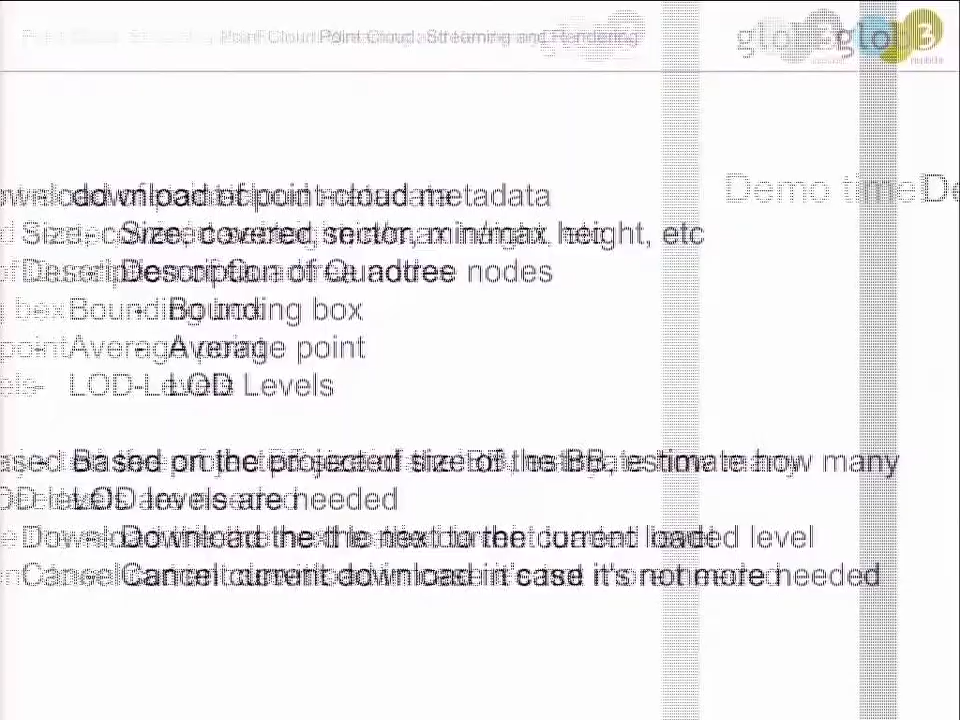 Point Cloud: Streaming and Rendering
glob3 mobile
- download of point-cloud metadata
Demo time
- Size, covered sector, min/max height, etc
- Description of Quadtree nodes
- Bounding box
- Average point
- LOD Levels
- Based on the projected size of the BB, estimate how many
LOD levels are needed
- Download the next to the current loaded level
- Cancel current download in case it's not more needed